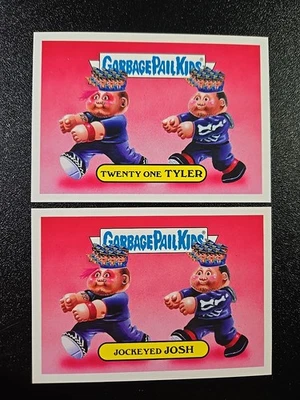 GARBAGE PAIL KIDS
TWENTY ONE TYLER
GARBAGE PAIL KIDS
JOCKEYED JOSH